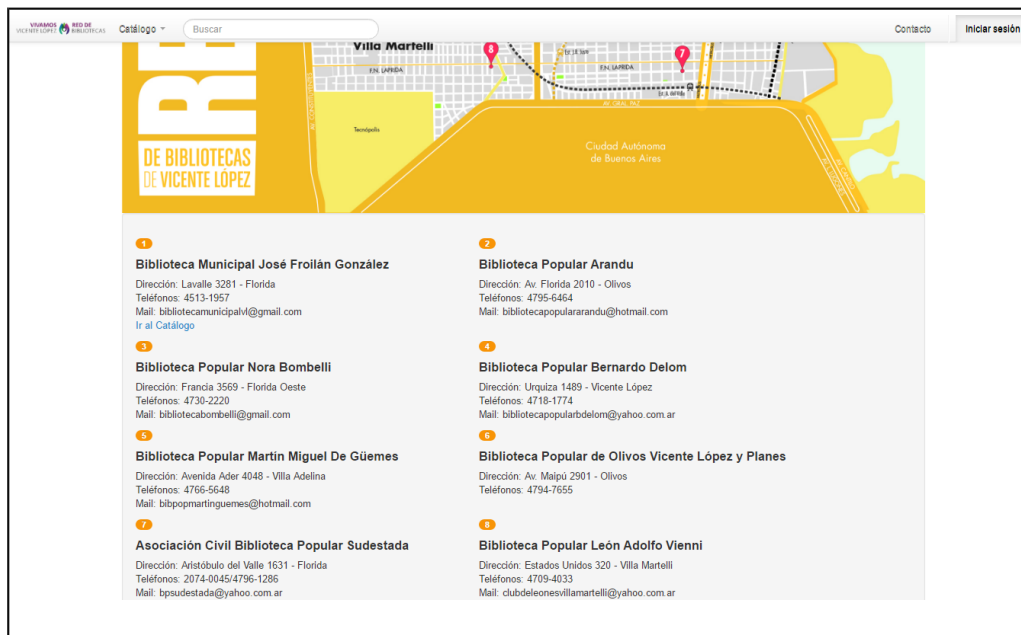 VIVAMOS
VICENTE LÓPEZ
RED DE
BIBLIOTECAS
Catálogo
Buscar
Contacto
Iniciar sesión
RE
DE BIBLIOTECAS
DE VICENTE LÓPEZ
Villa Martelli
8
7
F.N. LAPRIDA
F.N. LAPRIDA
AV. GRAL. PAZ
Tecnópolis
Ciudad Autónoma
de Buenos Aires
1
Biblioteca Municipal José Froilán González
Dirección: Lavalle 3281 - Florida
Teléfonos: 4513-1957
Mail: bibliotecamunicipalvl@gmail.com
Ir al Catálogo
2
Biblioteca Popular Arandu
Dirección: Av. Florida 2010 - Olivos
Teléfonos: 4795-6464
Mail: bibliotecapopulararandu@hotmail.com
3
Biblioteca Popular Nora Bombelli
Dirección: Francia 3569 - Florida Oeste
Teléfonos: 4730-2220
Mail: bibliotecabombelli@gmail.com
4
Biblioteca Popular Bernardo Delom
Dirección: Urquiza 1489 - Vicente López
Teléfonos: 4718-1774
Mail: bibliotecapopularbdelom@yahoo.com.ar
5
Biblioteca Popular Martín Miguel De Güemes
Dirección: Avenida Ader 4048 - Villa Adelina
Teléfonos: 4766-5648
Mail: bibpopmartinguemes@hotmail.com
6
Biblioteca Popular de Olivos Vicente López y Planes
Dirección: Av. Maipú 2901 - Olivos
Teléfonos: 4794-7655
7
Asociación Civil Biblioteca Popular Sudestada
Dirección: Aristóbulo del Valle 1631 - Florida
Teléfonos: 2074-0045/4796-1286
Mail: bpsudestada@yahoo.com.ar
8
Biblioteca Popular León Adolfo Vienni
Dirección: Estados Unidos 320 - Villa Martelli
Teléfonos: 4709-4033
Mail: clubdeleonesvillamartelli@yahoo.com.ar